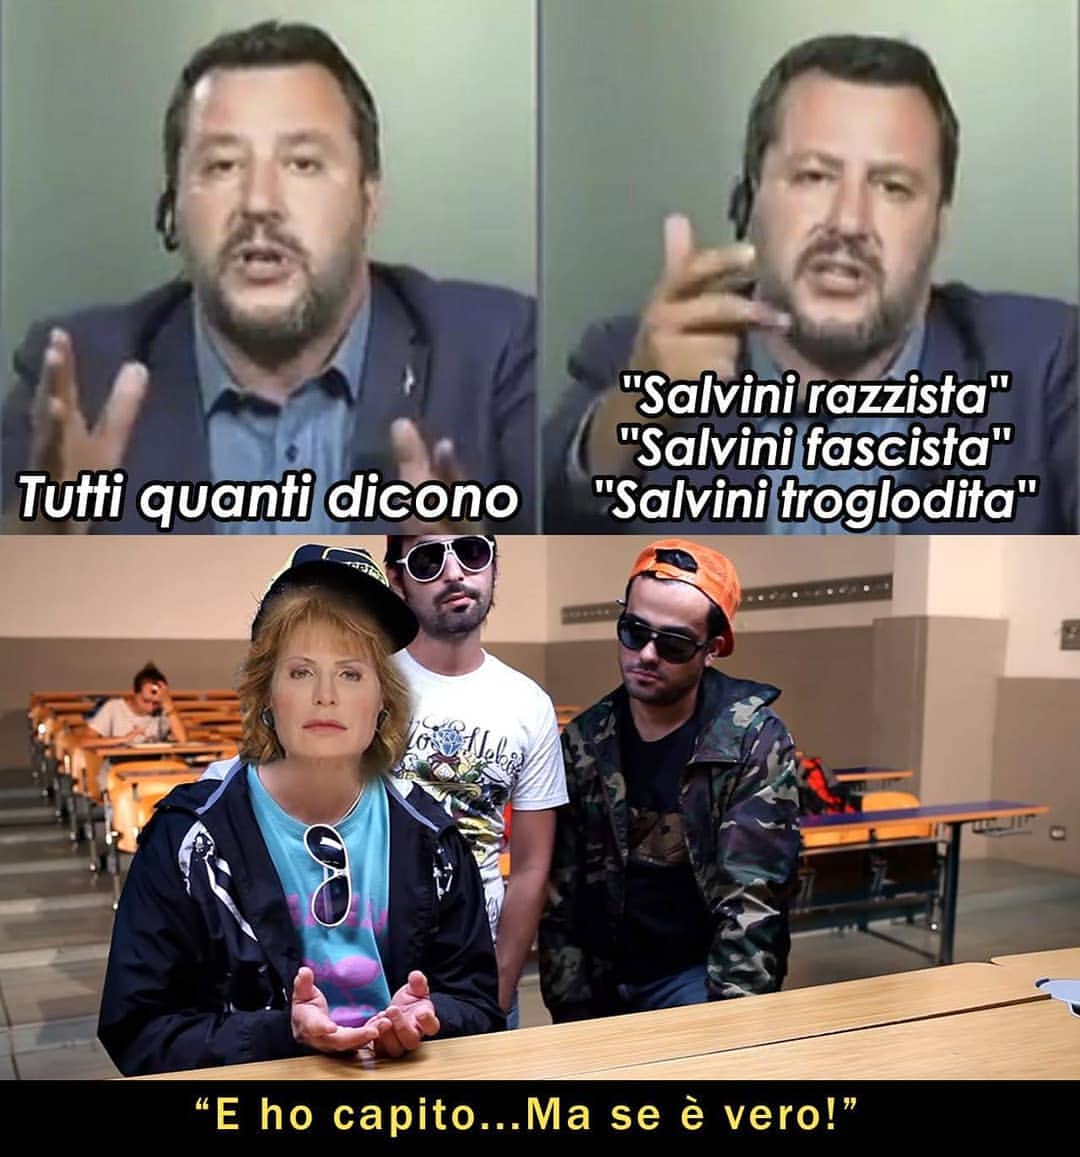 Tutti quanti dicono
"Salvini razzista"
"Salvini fascista"
"Salvini troglodita"
“E ho capito...Ma se è vero!”